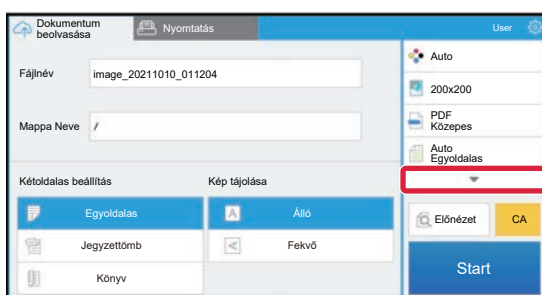 Dokumentum
beolvasása
Nyomtatás
User
Fájlnév
image_20211010_011204
Mappa Neve
/
Kétoldalas beállítás
Kép tájolása
Egyoldalas
A
Álló
Jegyzettömb
Fekvő
Könyv
Auto
200x200
PDF
Közepes
Auto
Egyoldalas
Előnézet
CA
Start